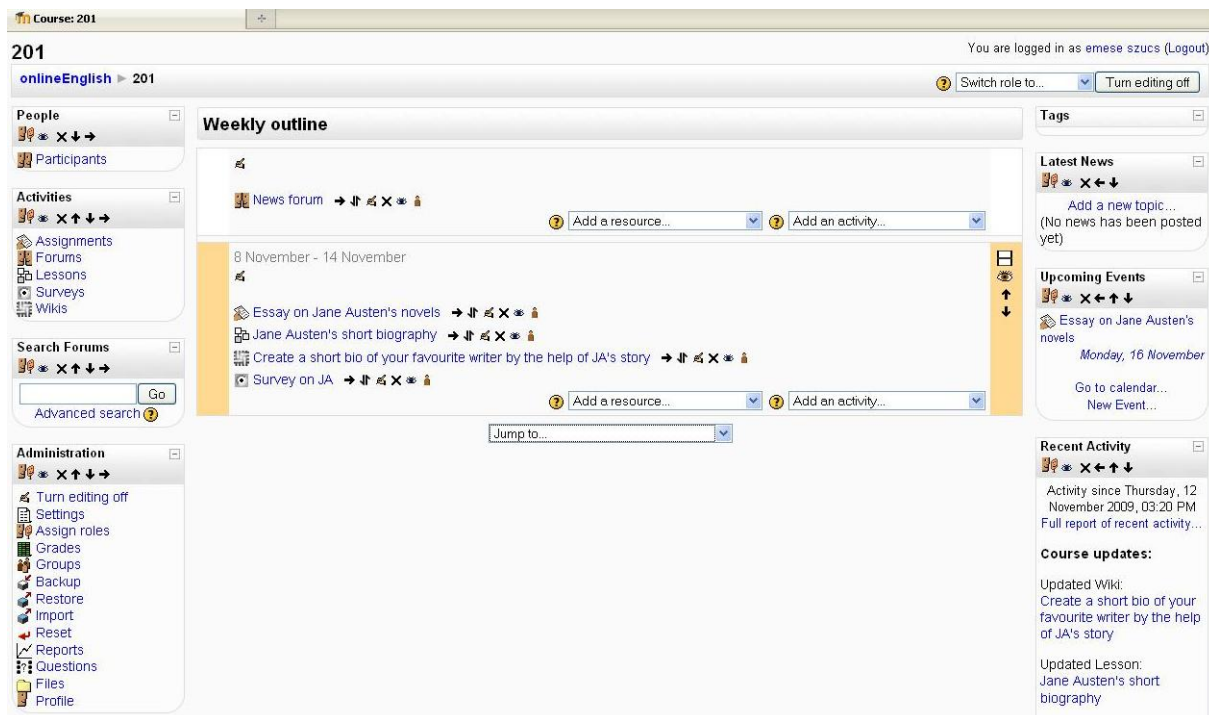 Course: 201
201
You are logged in as emese szucs (Logout)
onlineEnglish ► 201
Switch role to...
Turn editing off
People
Participants
Activities
Assignments
Forums
Lessons
Surveys
Wikis
Search Forums
Go
Advanced search
Administration
Turn editing off
Settings
Assign roles
Grades
Groups
Backup
Restore
Import
Reset
Reports
Questions
Files
Profile
Weekly outline
News forum
Add a resource...
Add an activity...
8 November - 14 November
Essay on Jane Austen's novels
Jane Austen's short biography
Create a short bio of your favourite writer by the help of JA's story
Survey on JA
Add a resource...
Add an activity...
Jump to...
Tags
Latest News
Add a new topic...
(No news has been posted
yet)
Upcoming Events
Essay on Jane Austen's
novels
Monday, 16 November
Go to calendar...
New Event...
Recent Activity
Activity since Thursday, 12
November 2009, 03:20 PM
Full report of recent activity...
Course updates:
Updated Wiki:
Create a short bio of your
favourite writer by the help
of JA's story
Updated Lesson:
Jane Austen's short
biography